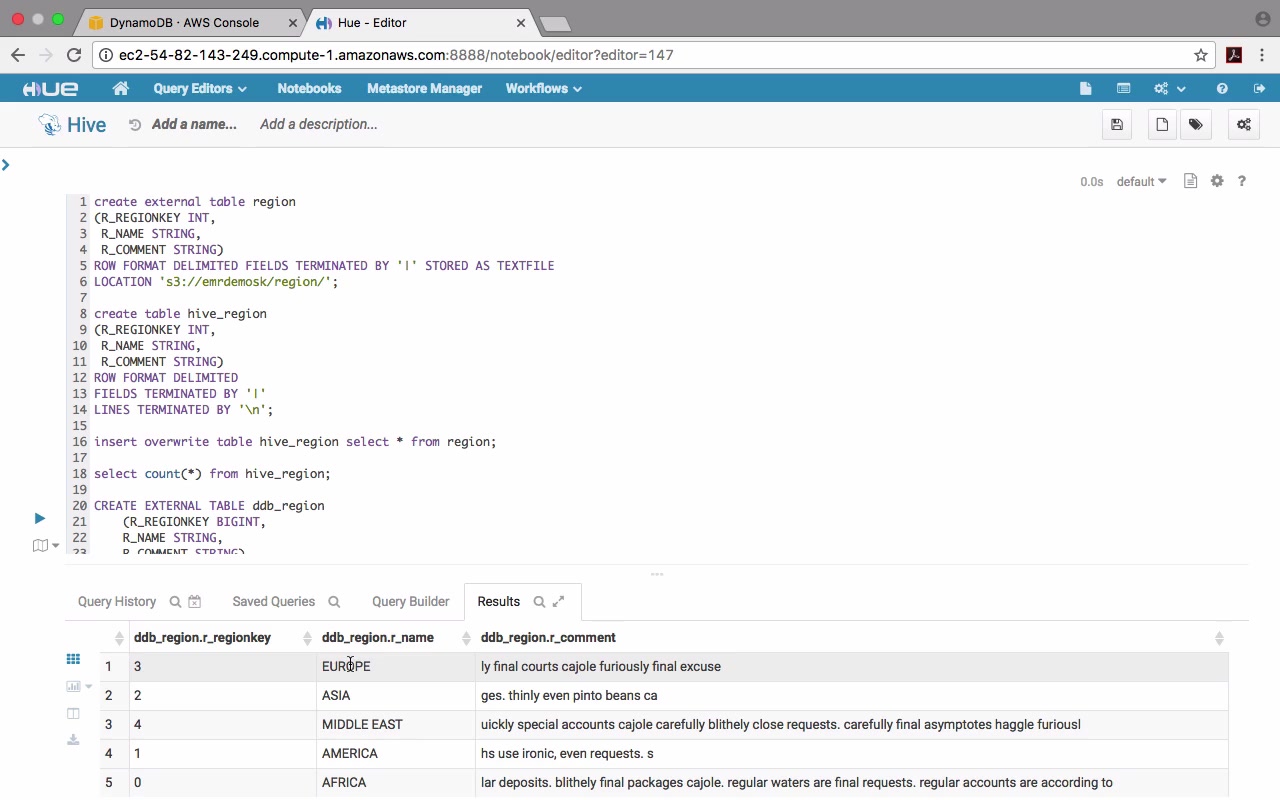 DynamoDB · AWS Console
Hue - Editor
ec2-54-82-143-249.compute-1.amazonaws.com:8888/notebook/editor?editor=147
HUE Query Editors Notebooks Metastore Manager Workflows ?
Hive Add a name... Add a description...
0.0s default ?
1 create external table region
2 (R_REGIONKEY INT,
3 R_NAME STRING,
4 R_COMMENT STRING)
5 ROW FORMAT DELIMITED FIELDS TERMINATED BY '|' STORED AS TEXTFILE
6 LOCATION 's3://emrdemosk/region/';
7
8 create table hive_region
9 (R_REGIONKEY INT,
10 R_NAME STRING,
11 R_COMMENT STRING)
12 ROW FORMAT DELIMITED
13 FIELDS TERMINATED BY '|'
14 LINES TERMINATED BY '\n';
15
16 insert overwrite table hive_region select * from region;
17
18 select count(*) from hive_region;
19
20 CREATE EXTERNAL TABLE ddb_region
21 (R_REGIONKEY BIGINT,
22 R_NAME STRING,
23 R_COMMENT STRING)
Query History Saved Queries Query Builder Results
ddb_region.r_regionkey ddb_region.r_name ddb_region.r_comment
1 3 EUROPE ly final courts cajole furiously final excuse
2 2 ASIA ges. thinly even pinto beans ca
3 4 MIDDLE EAST uickly special accounts cajole carefully blithely close requests. carefully final asymptotes haggle furiousl
4 1 AMERICA hs use ironic, even requests. s
5 0 AFRICA lar deposits. blithely final packages cajole. regular waters are final requests. regular accounts are according to